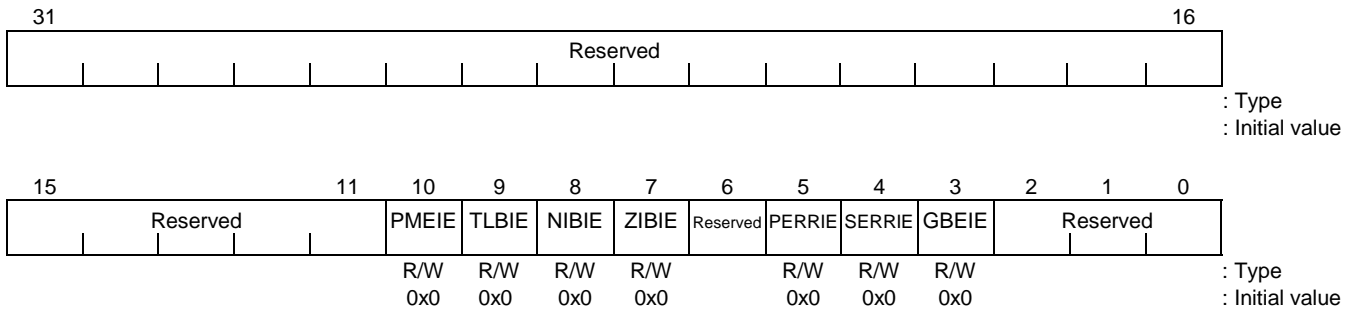 31 16
Reserved
: Type
: Initial value
15 11 10 9 8 7 6 5 4 3 2 1 0
Reserved PMEIE TLBIE NIBIE ZIBIE Reserved PERRIE SERRIE GBEIE Reserved
R/W R/W R/W R/W R/W R/W R/W : Type
0x0 0x0 0x0 0x0 0x0 0x0 0x0 : Initial value